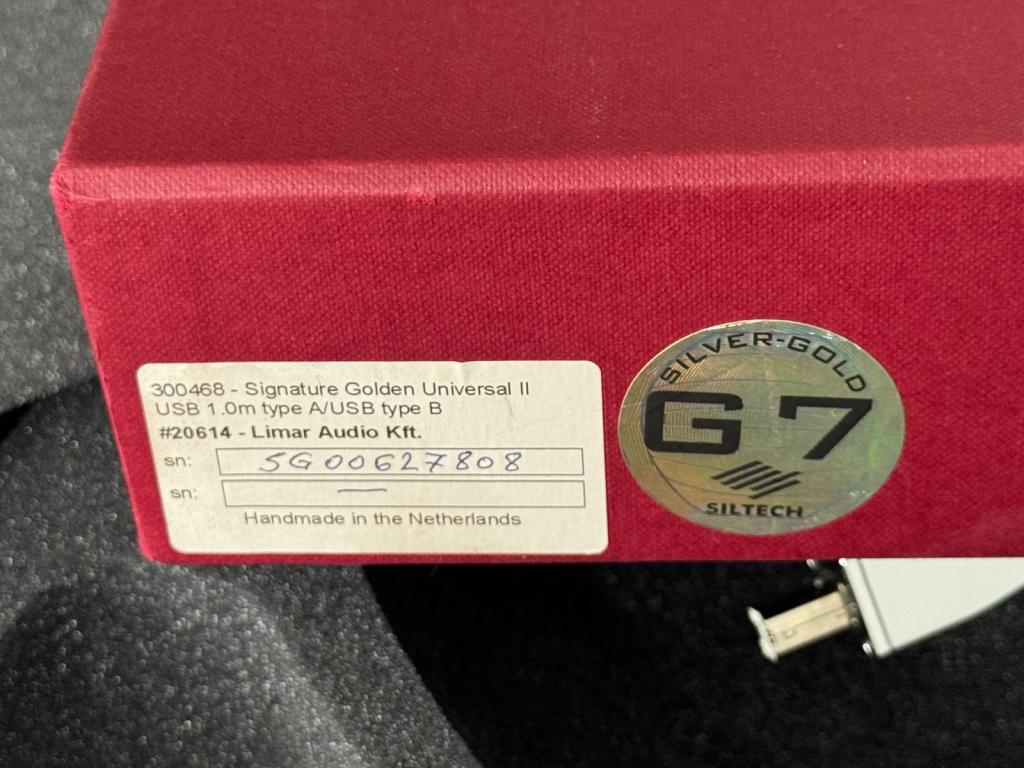 300468 - Signature Golden Universal II
USB 1.0m type A/USB type B
#20614 - Limar Audio Kft.
sn: SG00627808
sn: —
Handmade in the Netherlands
SILVER-GOLD
G7
SILTECH